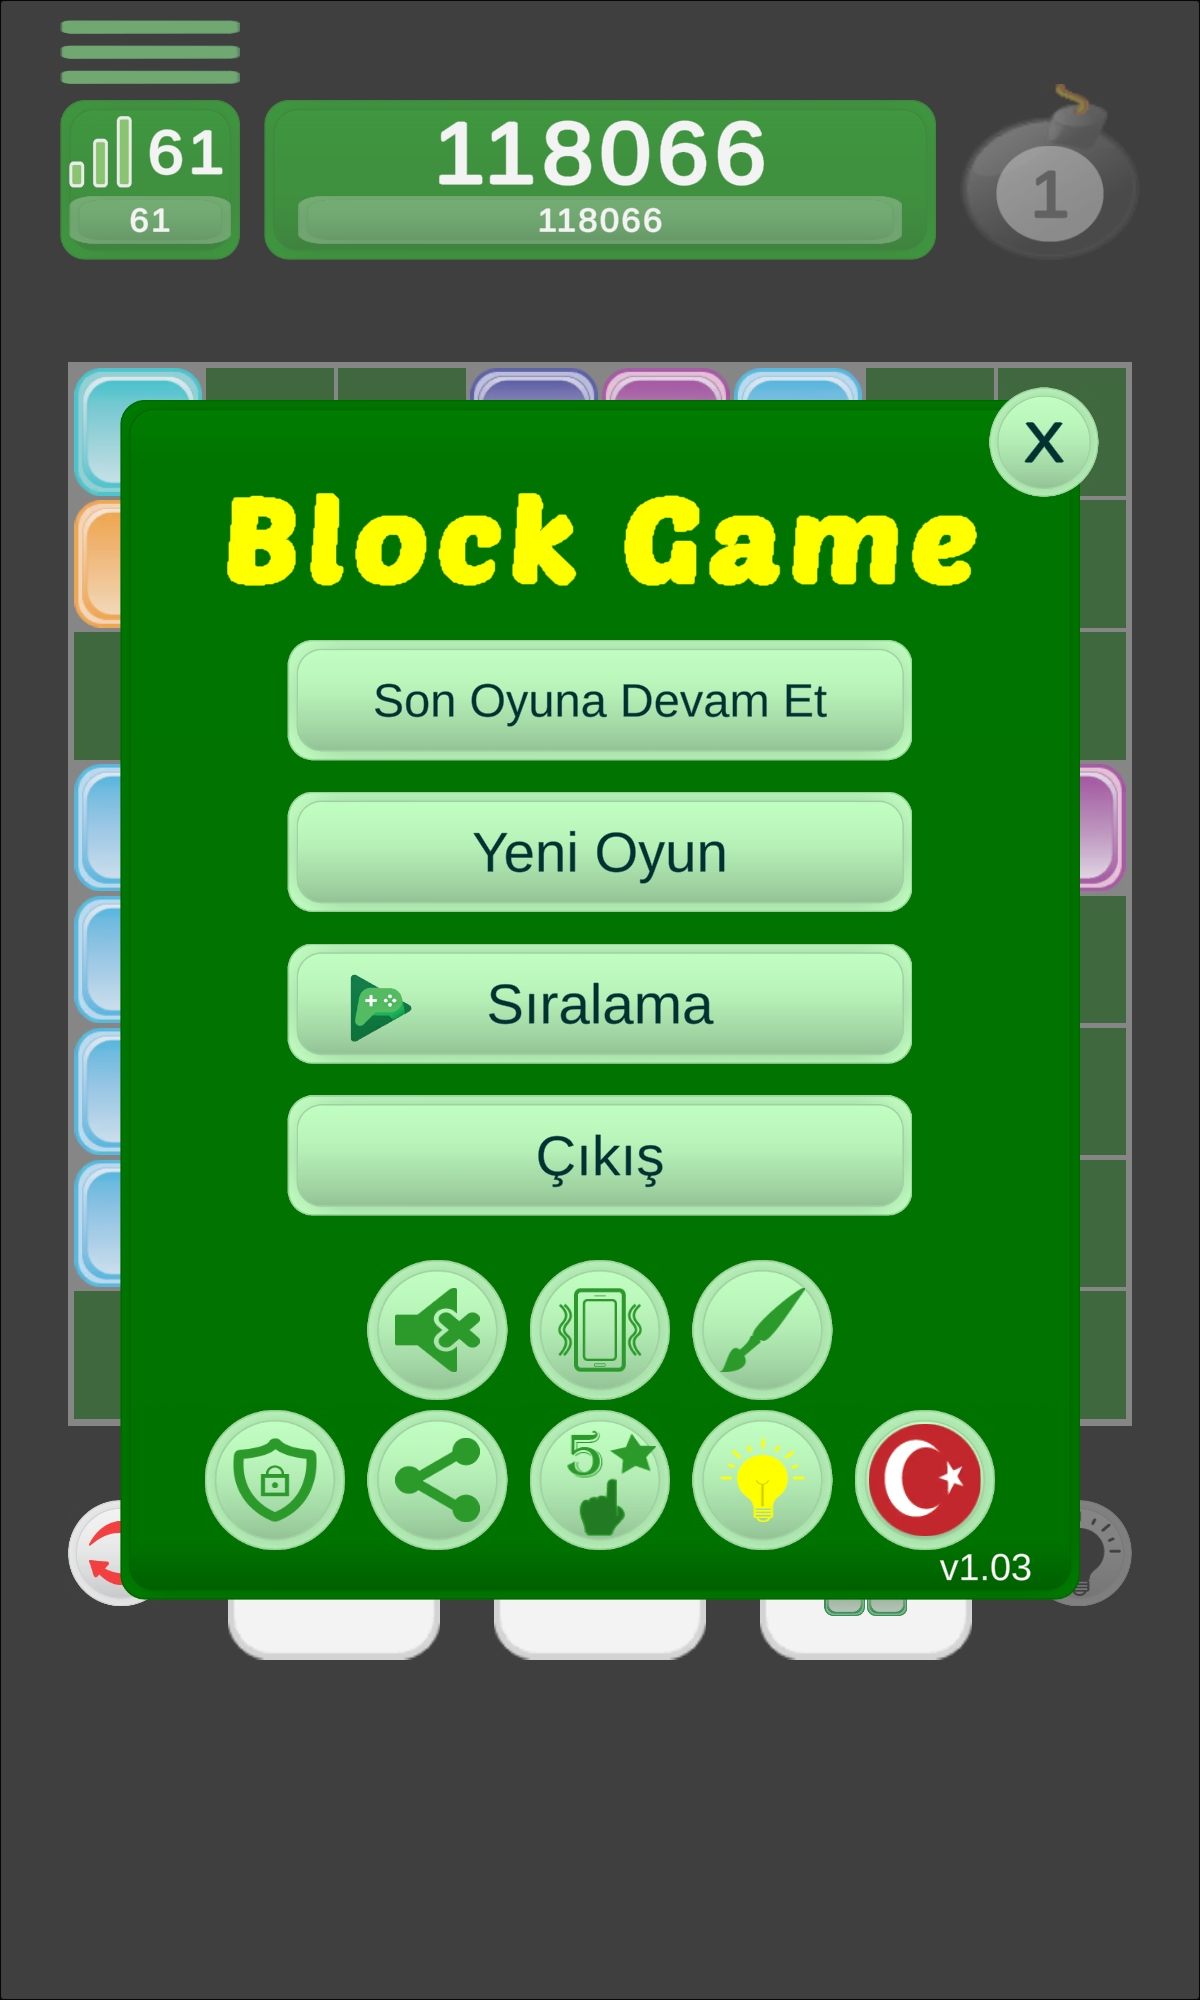 61
118066
1
61
118066
X
Block Game
Son Oyuna Devam Et
Yeni Oyun
Sıralama
Çıkış
5
v1.03